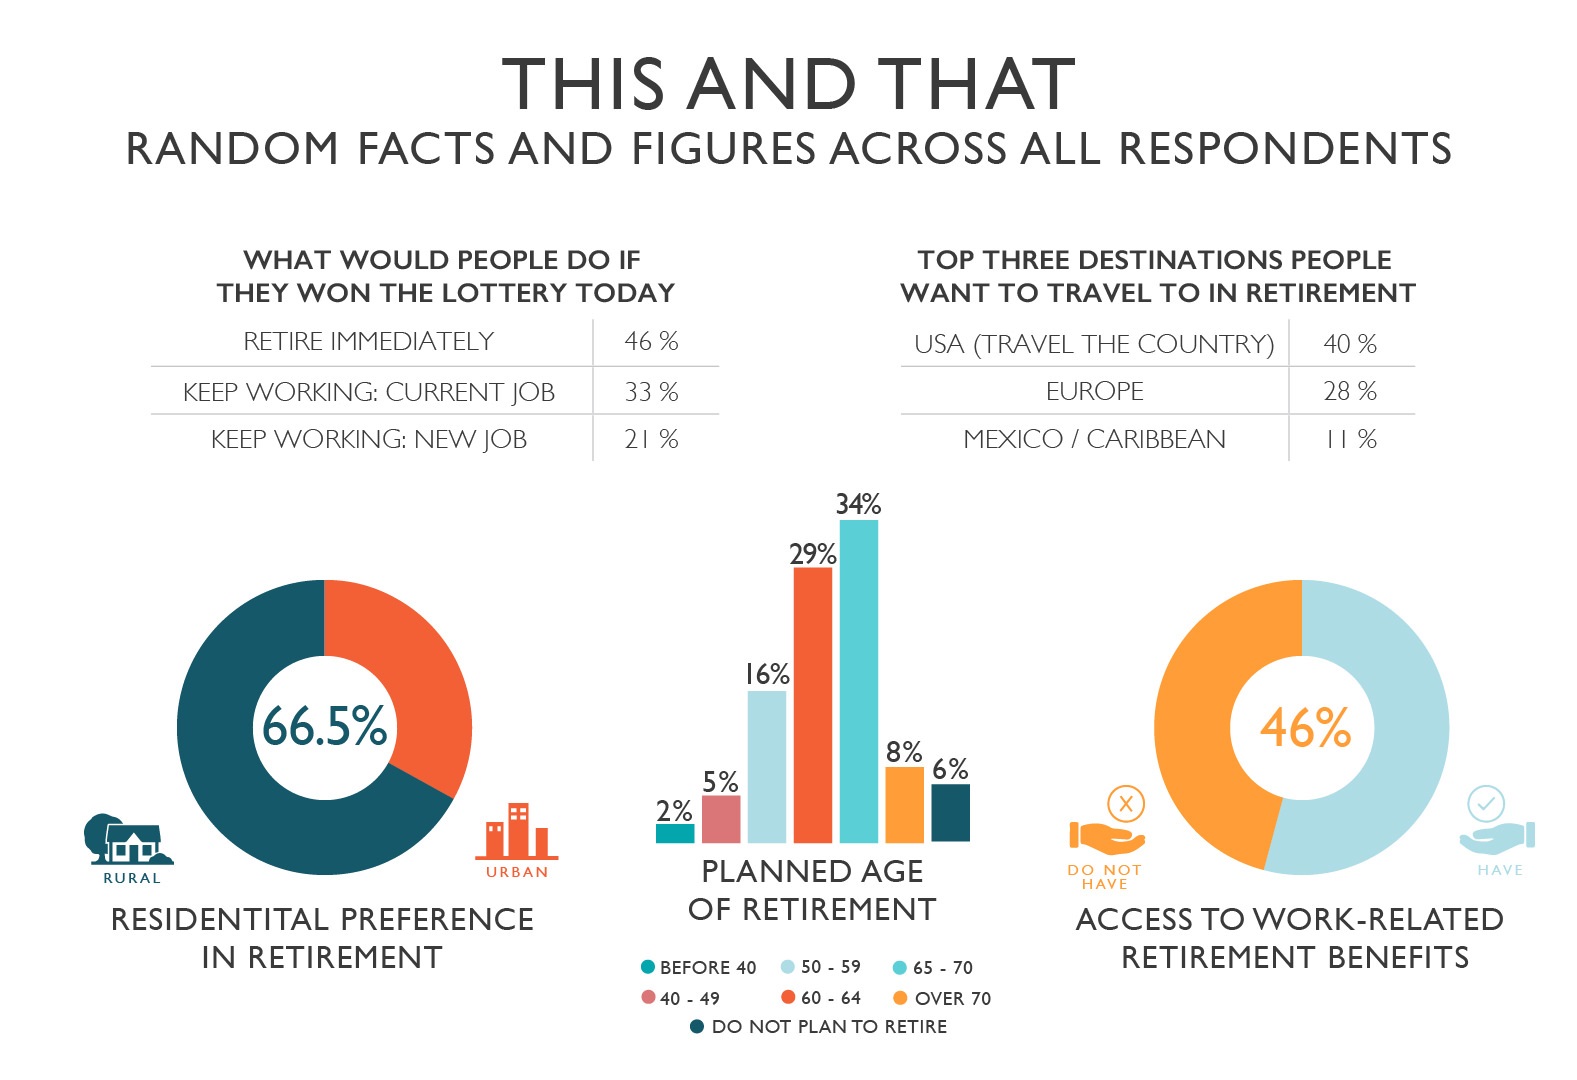 THIS AND THAT
RANDOM FACTS AND FIGURES ACROSS ALL RESPONDENTS
WHAT WOULD PEOPLE DO IF
THEY WON THE LOTTERY TODAY
RETIRE IMMEDIATELY 46 %
KEEP WORKING: CURRENT JOB 33 %
KEEP WORKING: NEW JOB 21 %
TOP THREE DESTINATIONS PEOPLE
WANT TO TRAVEL TO IN RETIREMENT
USA (TRAVEL THE COUNTRY) 40 %
EUROPE 28 %
MEXICO / CARIBBEAN 11 %
66.5%
RURAL
URBAN
RESIDENTITAL PREFERENCE
IN RETIREMENT
2%
5%
16%
29%
34%
8%
6%
PLANNED AGE
OF RETIREMENT
BEFORE 40 50 - 59 65 - 70
40 - 49 60 - 64 OVER 70
DO NOT PLAN TO RETIRE
46%
X
DO NOT
HAVE
HAVE
ACCESS TO WORK-RELATED
RETIREMENT BENEFITS